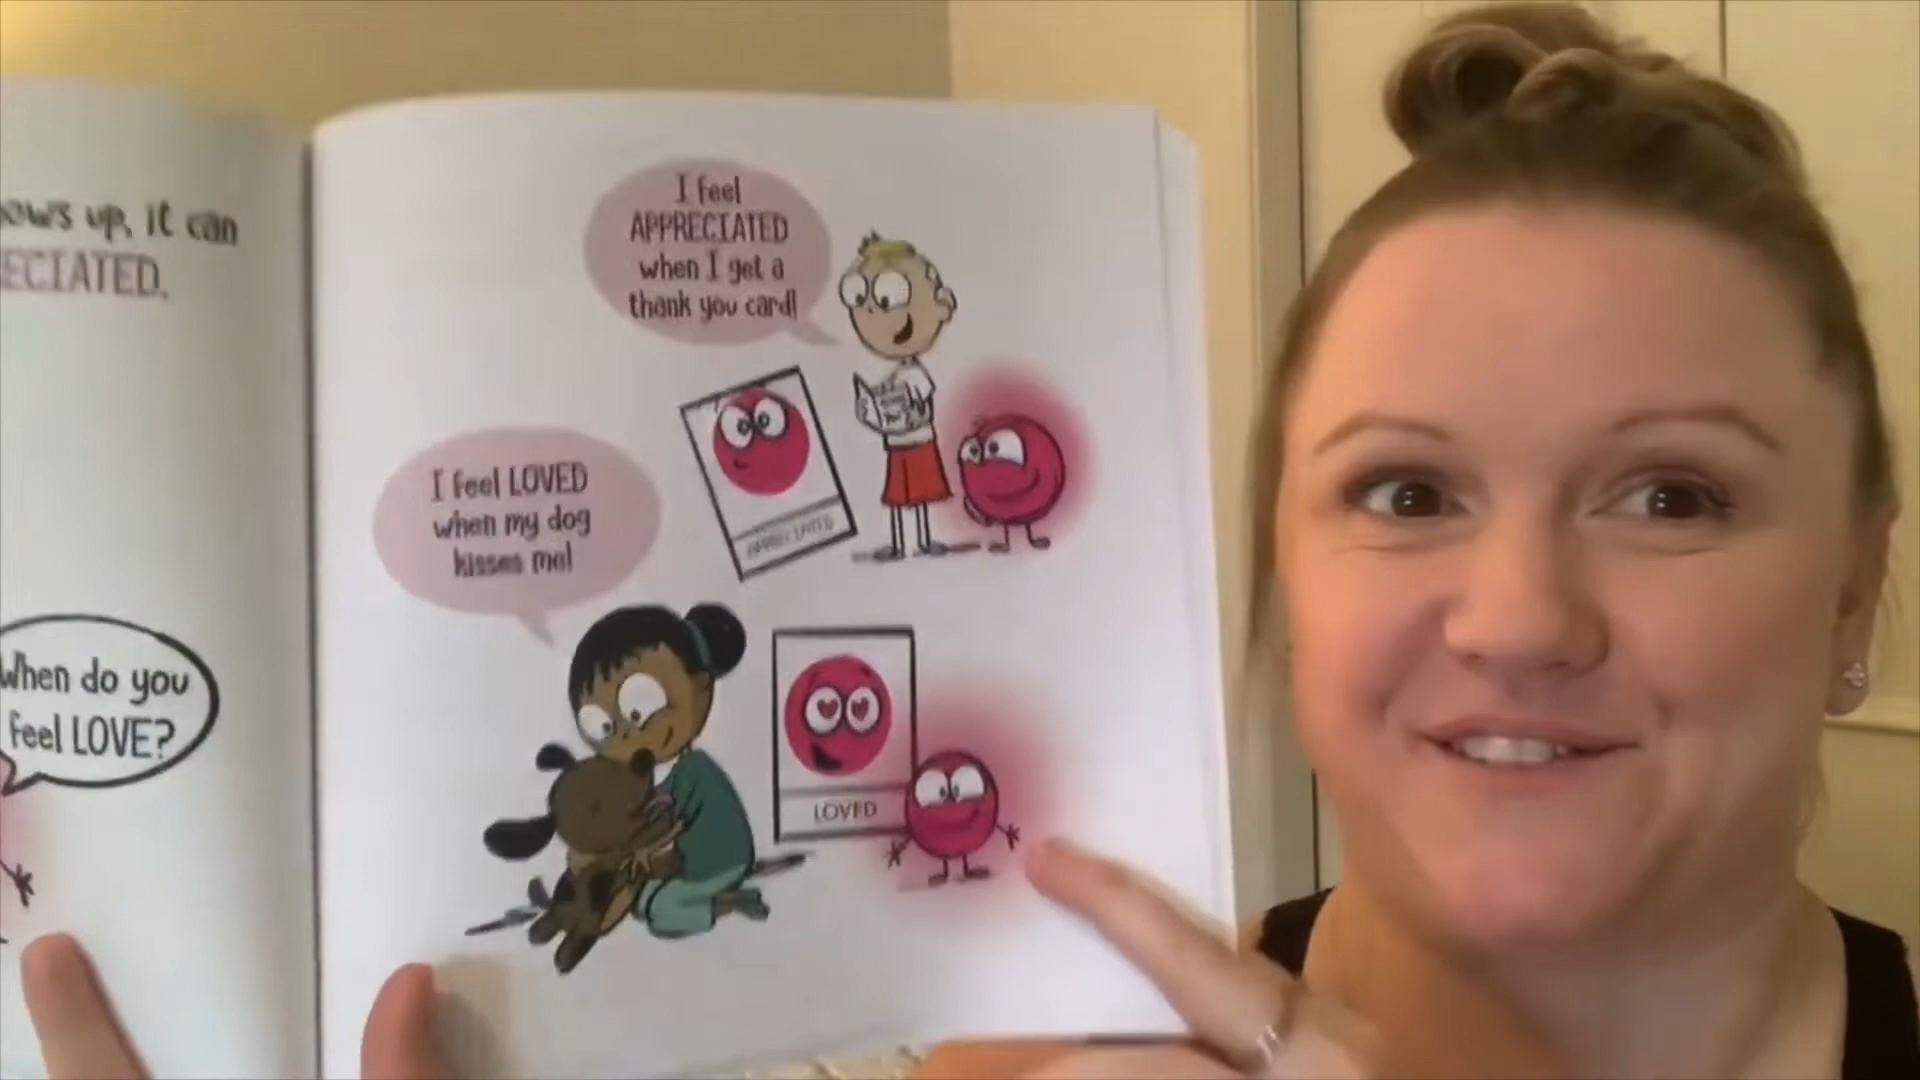 ows up, it can
ECIATED.
When do you
feel LOVE?
I feel
APPRECIATED
when I get a
thank you card!
APPRECIATED
I feel LOVED
when my dog
kisses me!
LOVED